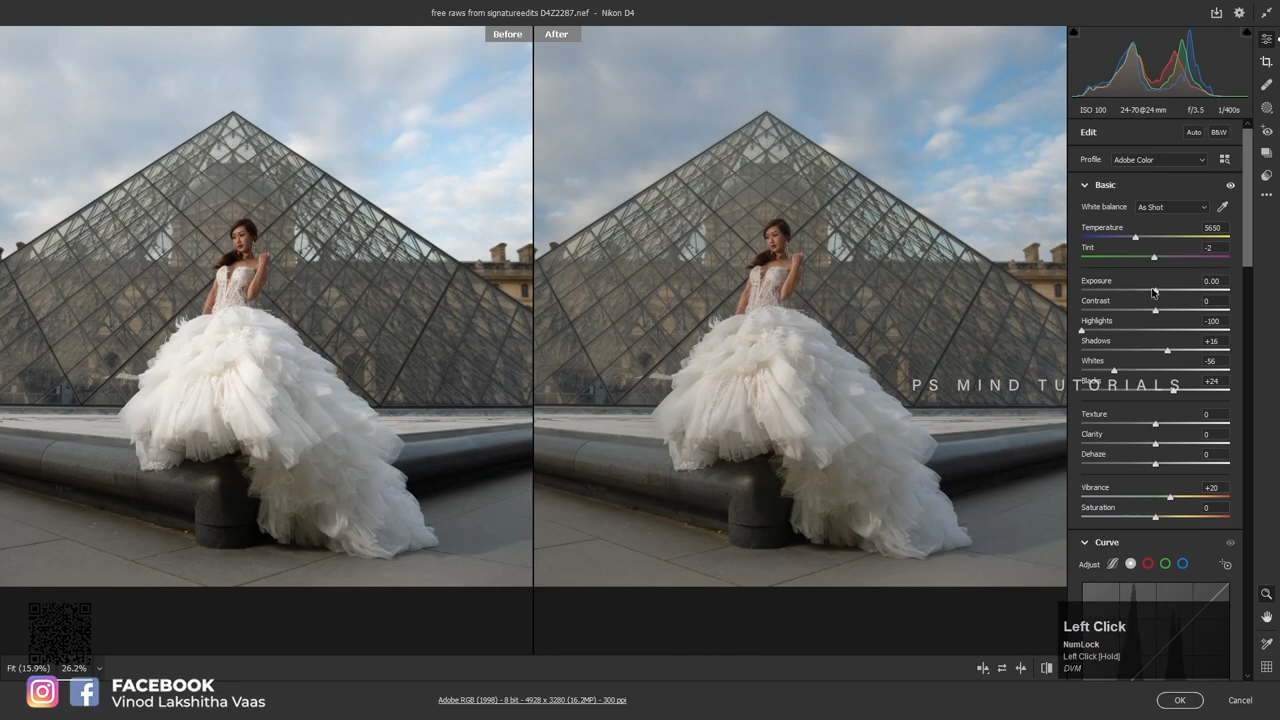 free raws from signatureedits D4Z2287.nef  -  Nikon D4
Before
After
ISO 100 24-70@24 mm f/3.5 1/400s
Edit Auto B&W
Profile Adobe Color
Basic
White balance As Shot
Temperature 5650
Tint -2
Exposure 0.00
Contrast 0
Highlights -100
Shadows +16
Whites -56
Blacks +24
PS MIND TUTORIALS
Texture 0
Clarity 0
Dehaze 0
Vibrance +20
Saturation 0
Curve
Adjust
Left Click
NumLock
Left Click [Hold]
DVM
Fit (15.9%) 26.2%
FACEBOOK
Vinod Lakshitha Vaas
Adobe RGB (1998) - 8 bit - 4928 x 3280 (16.2MP) - 300 ppi
OK Cancel